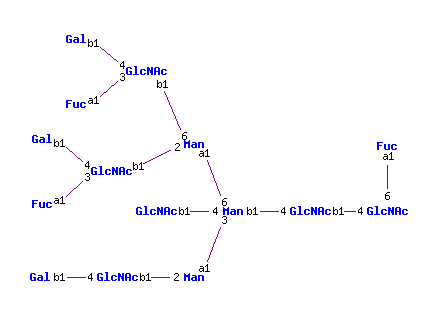 Gal b1
4 GlcNAc
3
Fuc a1 b1
Gal b1 6 Man Fuc
2 a1 a1
4 GlcNAc b1
3
Fuc a1 6 6
GlcNAc b1 4 Man b1 4 GlcNAc b1 4 GlcNAc
3
a1
Gal b1 4 GlcNAc b1 2 Man